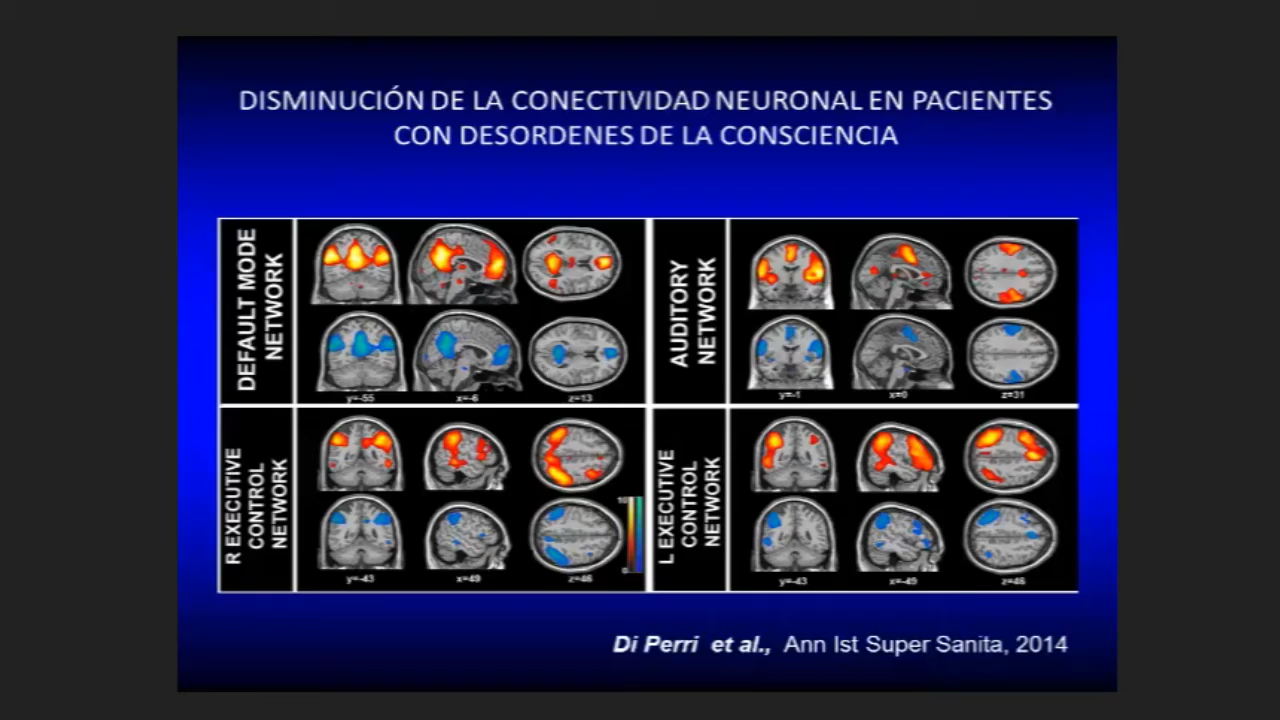 DISMINUCIÓN DE LA CONECTIVIDAD NEURONAL EN PACIENTES
CON DESORDENES DE LA CONSCIENCIA
DEFAULT MODE
NETWORK
y=-55
x=-6
z=13
AUDITORY
NETWORK
y=-1
x=0
z=31
R EXECUTIVE
CONTROL
NETWORK
y=-43
x=49
z=46
L EXECUTIVE
CONTROL
NETWORK
y=-43
x=-49
z=46
Di Perri et al., Ann Ist Super Sanita, 2014